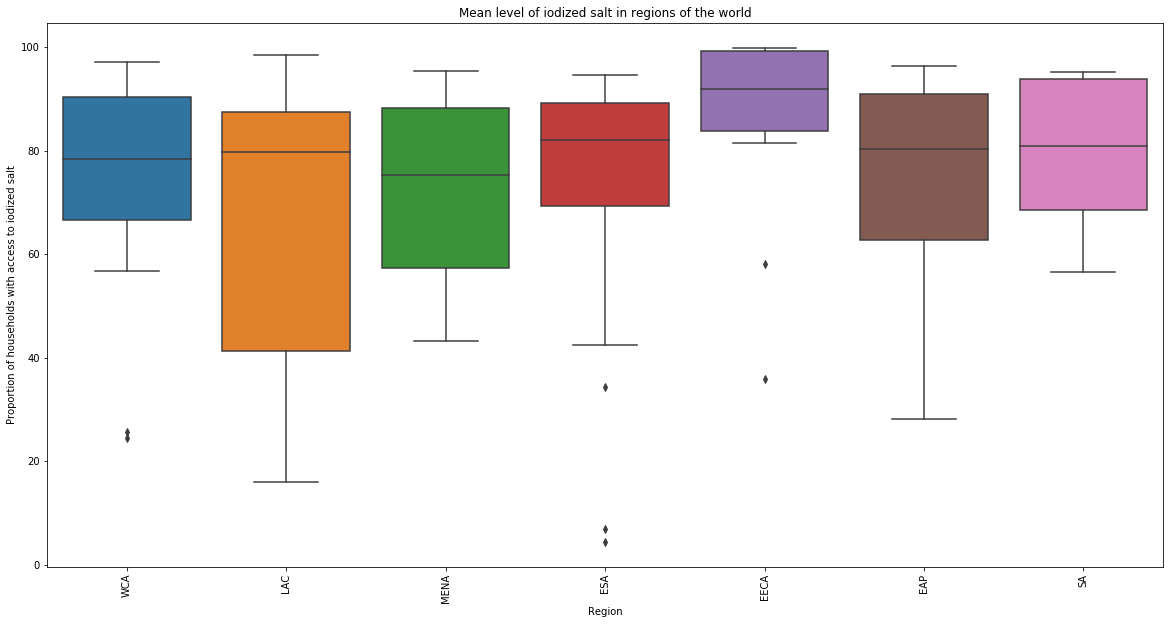 Mean level of iodized salt in regions of the world
Proportion of households with access to iodized salt
100
80
60
40
20
0
WCA
LAC
MENA
ESA
EECA
EAP
SA
Region